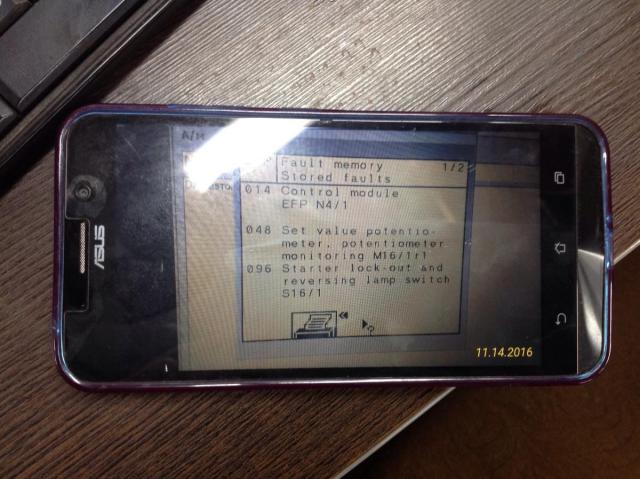 A/M
Fault memory 1/2
Stored faults
014 Control module
EFP N4/1
048 Set value potentio-
meter, potentiometer
monitoring M16/1r1
096 Starter lock-out and
reversing lamp switch
S16/1
?
11.14.2016
ASUS